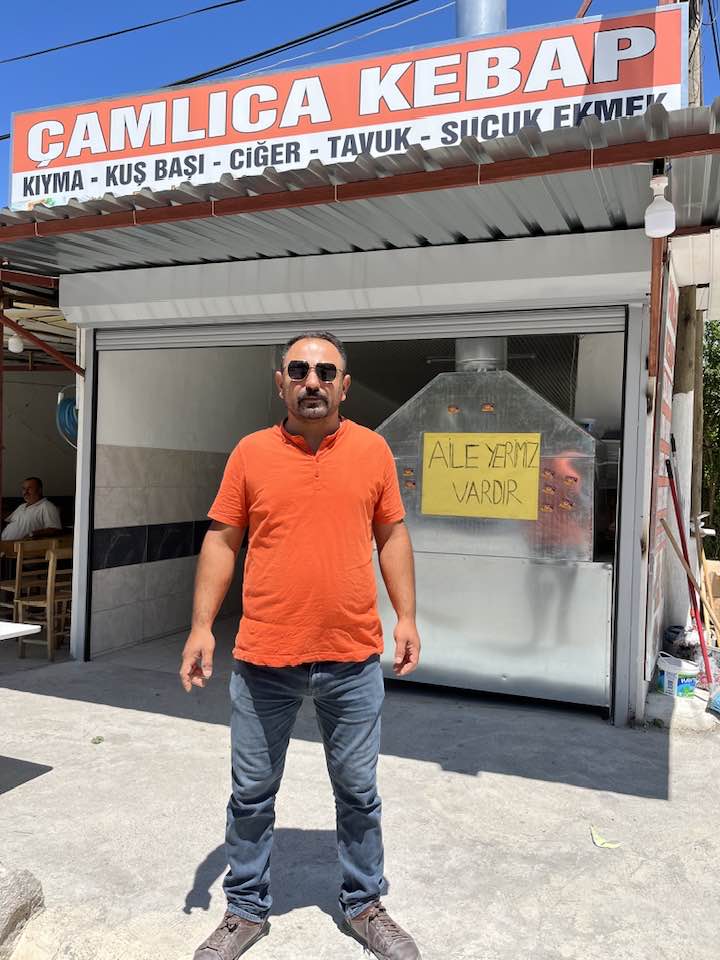 ÇAMLICA KEBAP
KIYMA - KUŞ BAŞI - CİĞER - TAVUK - SUCUK EKMEK
AİLE YERİMİZ
VARDIR